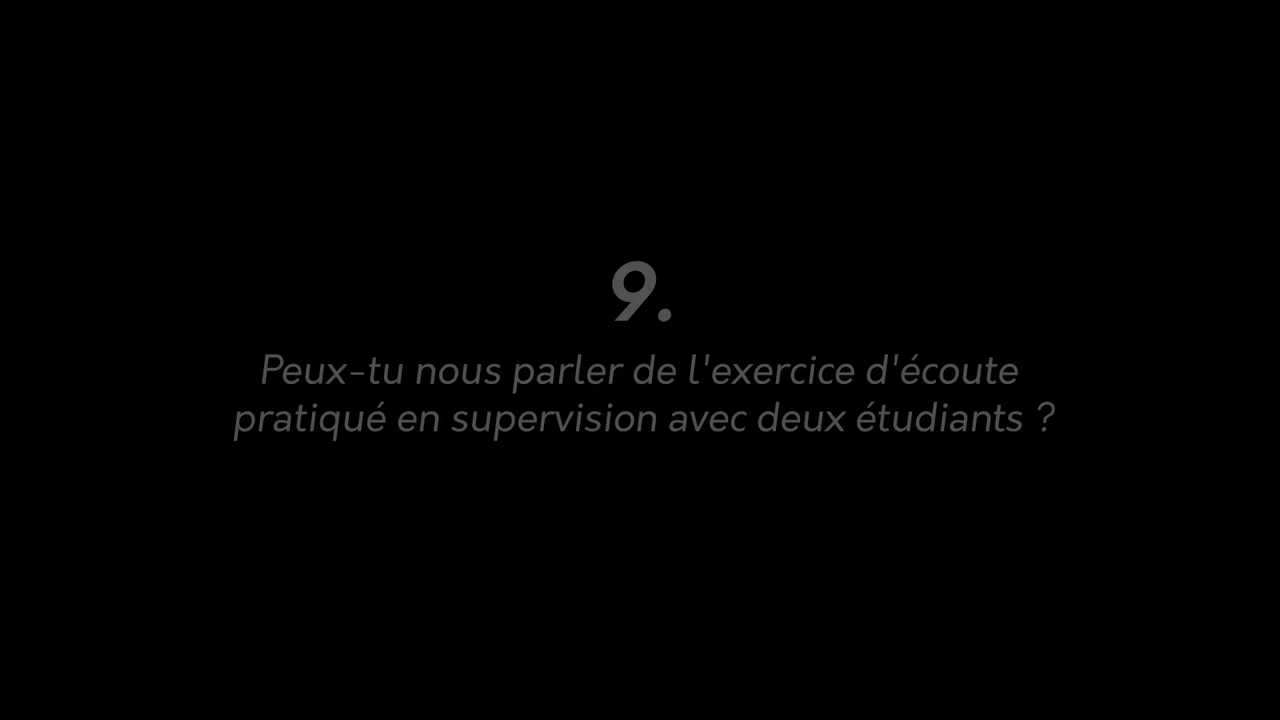 9.
Peux-tu nous parler de l'exercice d'écoute
pratiqué en supervision avec deux étudiants ?